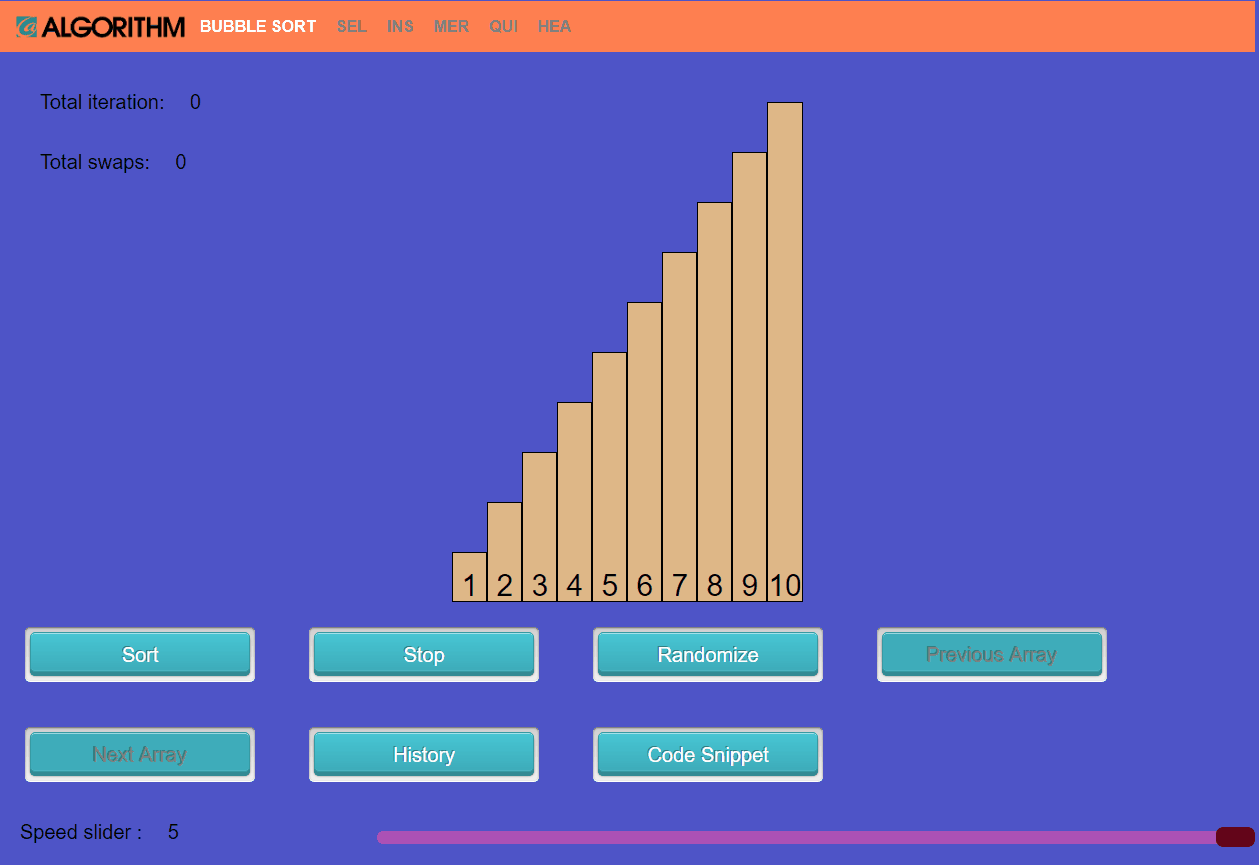 @ ALGORITHM BUBBLE SORT SEL INS MER QUI HEA
Total iteration: 0
Total swaps: 0
1 2 3 4 5 6 7 8 9 10
Sort Stop Randomize Previous Array
Next Array History Code Snippet
Speed slider : 5